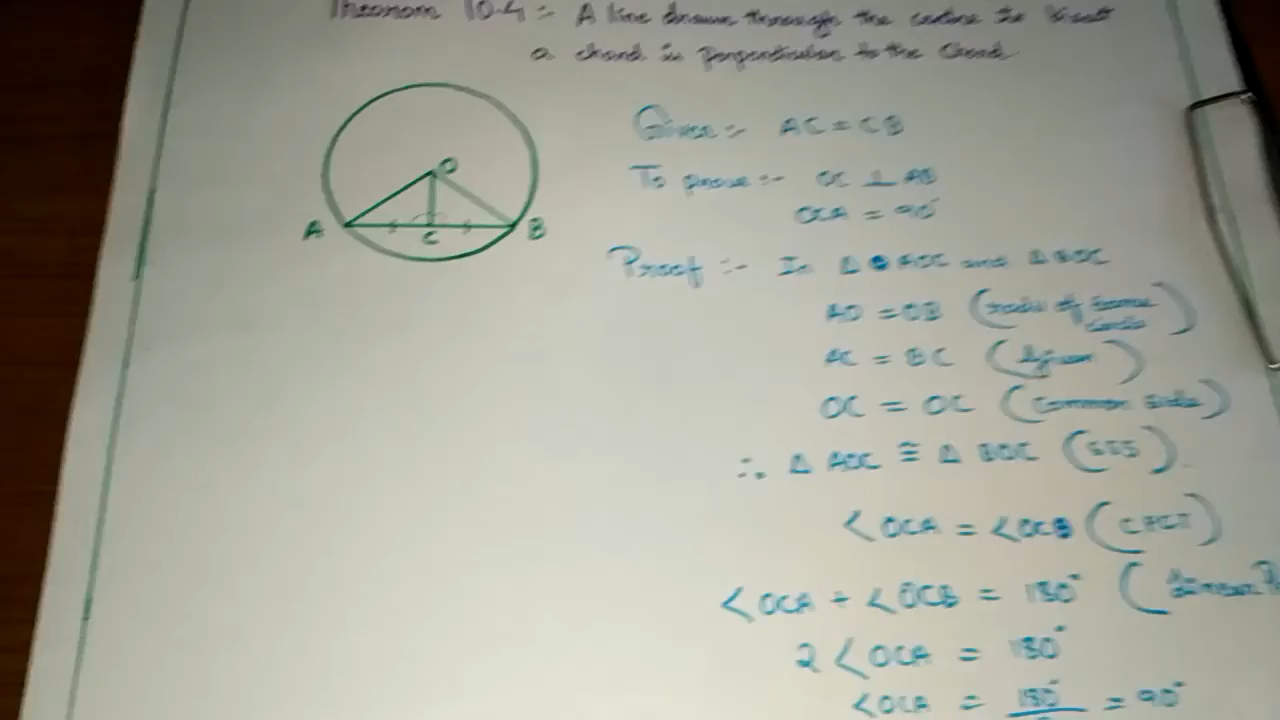 Theorem 10.4 :- A line drawn through the centre to bisect
a chord is perpendicular to the chord.
O
A
C
B
Given :- AC = CB
To prove :- OC ⊥ AB
OCA = 90°
Proof :- In Δ AOC and Δ BOC
AO = OB (radii of same
circle)
AC = BC (given)
OC = OC (common side)
∴ Δ AOC ≅ Δ BOC (SSS).
<OCA = <OCB (CPCT)
<OCA + <OCB = 180° (linear
2 <OCA = 180°
<OCA = 180° = 90°